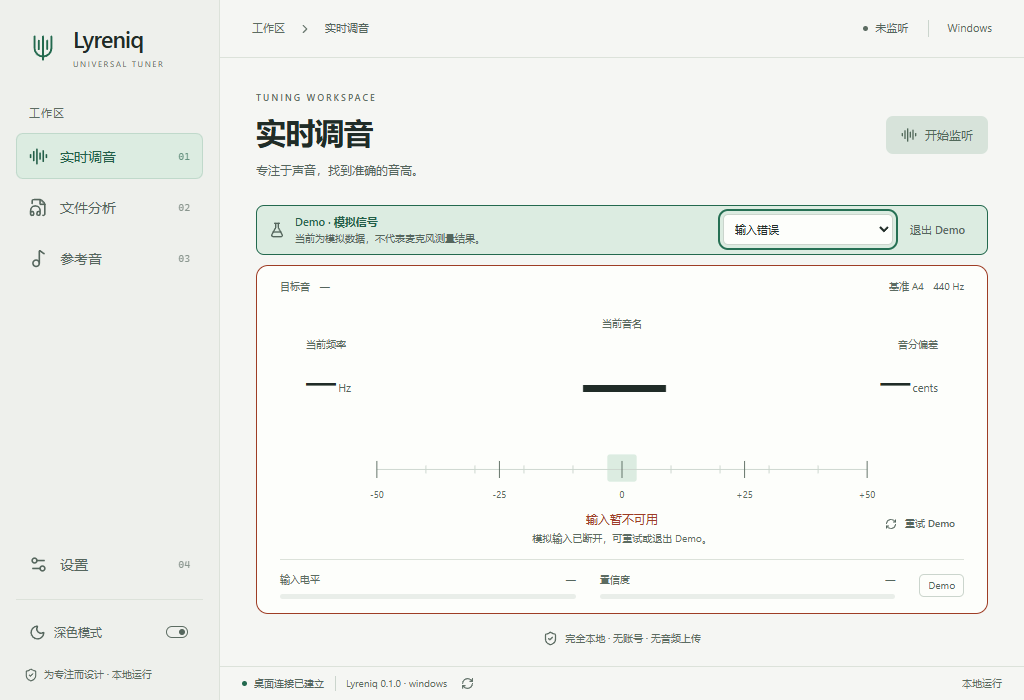 Lyreniq
UNIVERSAL TUNER
工作区
实时调音 01
文件分析 02
参考音 03
设置 04
深色模式
为专注而设计 · 本地运行
工作区 > 实时调音
未监听 Windows
TUNING WORKSPACE
实时调音
专注于声音，找到准确的音高。
开始监听
Demo · 模拟信号
当前为模拟数据，不代表麦克风测量结果。
输入错误
退出 Demo
目标音 —
基准 A4 440 Hz
当前音名
当前频率
音分偏差
— Hz
—
— cents
-50 -25 0 +25 +50
输入暂不可用
模拟输入已断开，可重试或退出 Demo。
重试 Demo
输入电平 —
置信度 —
Demo
完全本地 · 无账号 · 无音频上传
桌面连接已建立 Lyreniq 0.1.0 · windows
本地运行